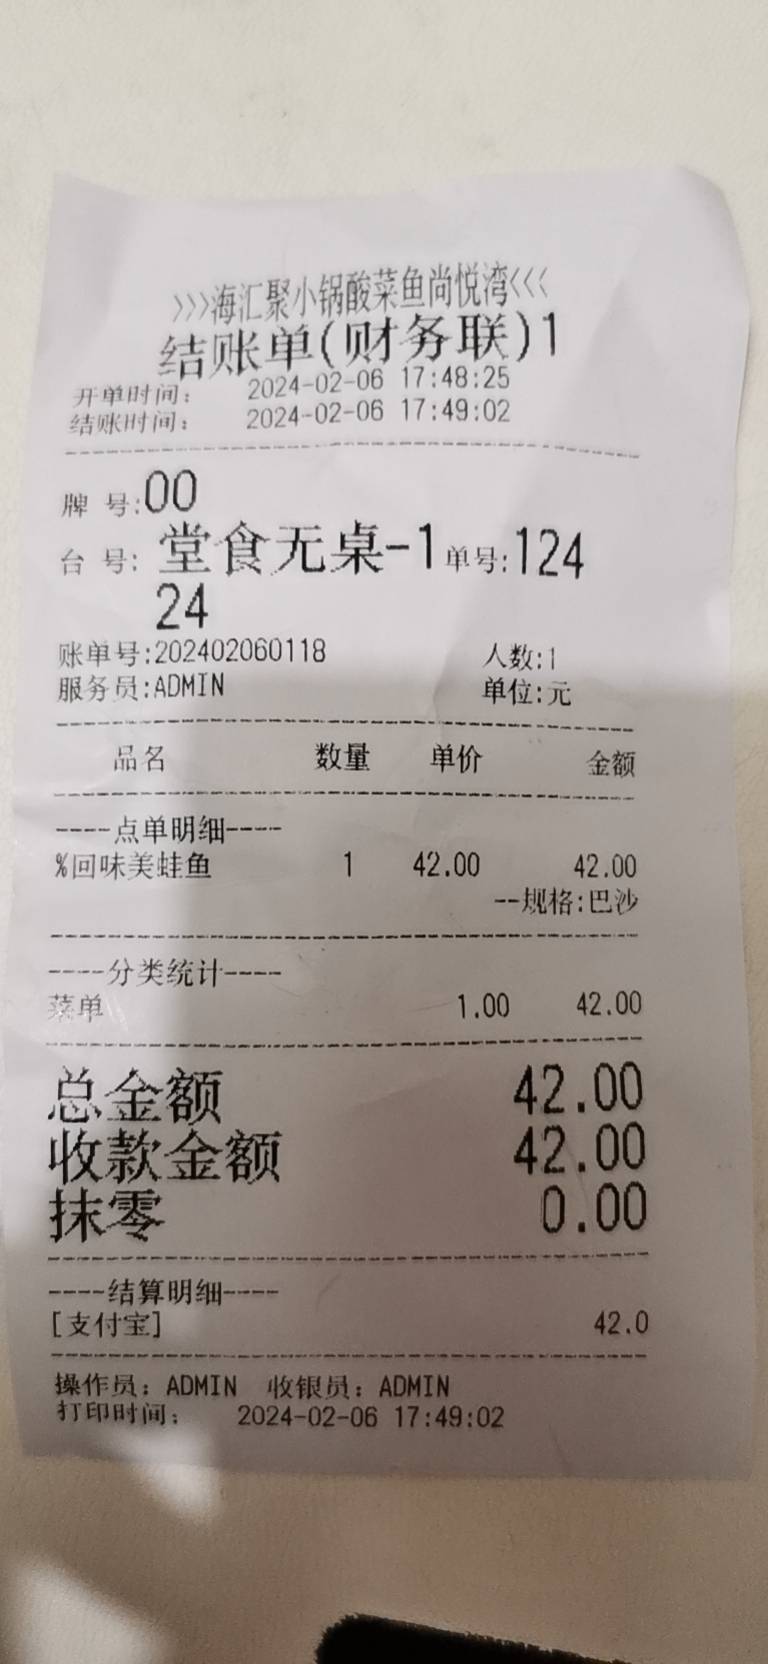 >>>海汇聚小锅酸菜鱼尚悦湾<<<
结账单(财务联)1
开单时间: 2024-02-06 17:48:25
结账时间: 2024-02-06 17:49:02
牌 号:00
台 号: 堂食无桌-1 单号:124
24
账单号:202402060118 人数:1
服务员:ADMIN 单位:元
品名 数量 单价 金额
----点单明细----
%回味美蛙鱼 1 42.00 42.00
--规格:巴沙
----分类统计----
菜单 1.00 42.00
总金额 42.00
收款金额 42.00
抹零 0.00
----结算明细----
[支付宝] 42.0
操作员: ADMIN 收银员: ADMIN
打印时间: 2024-02-06 17:49:02